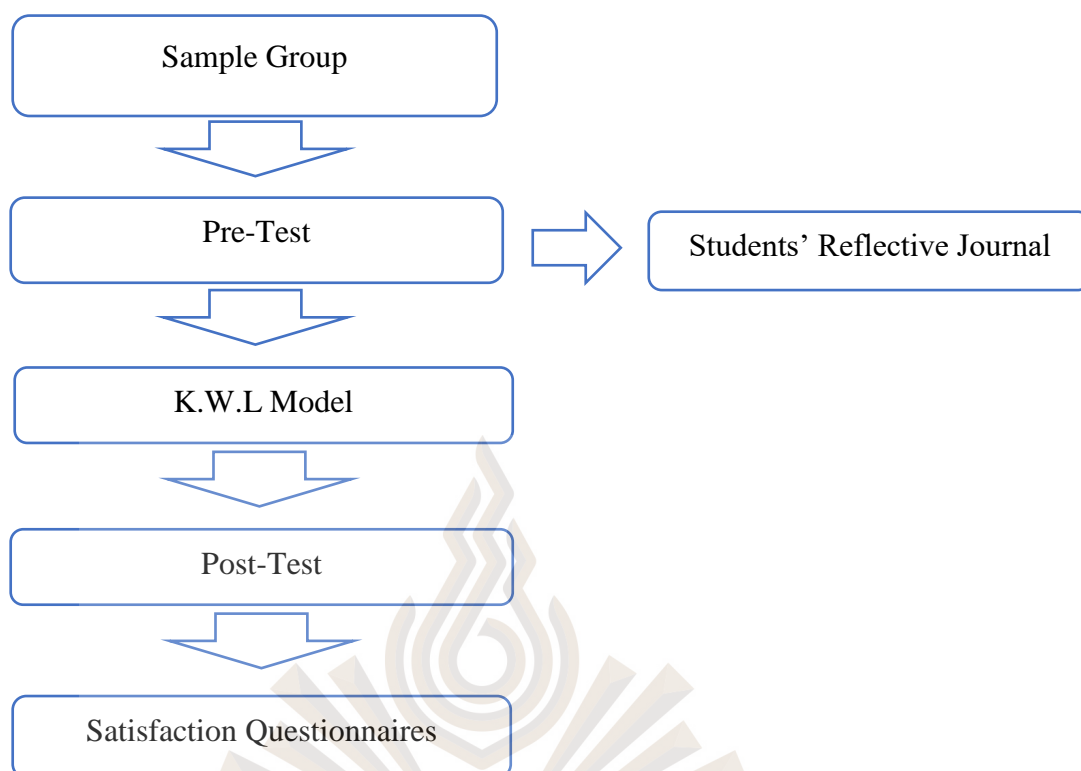 Sample Group
Pre-Test
Students’ Reflective Journal
K.W.L Model
Post-Test
Satisfaction Questionnaires